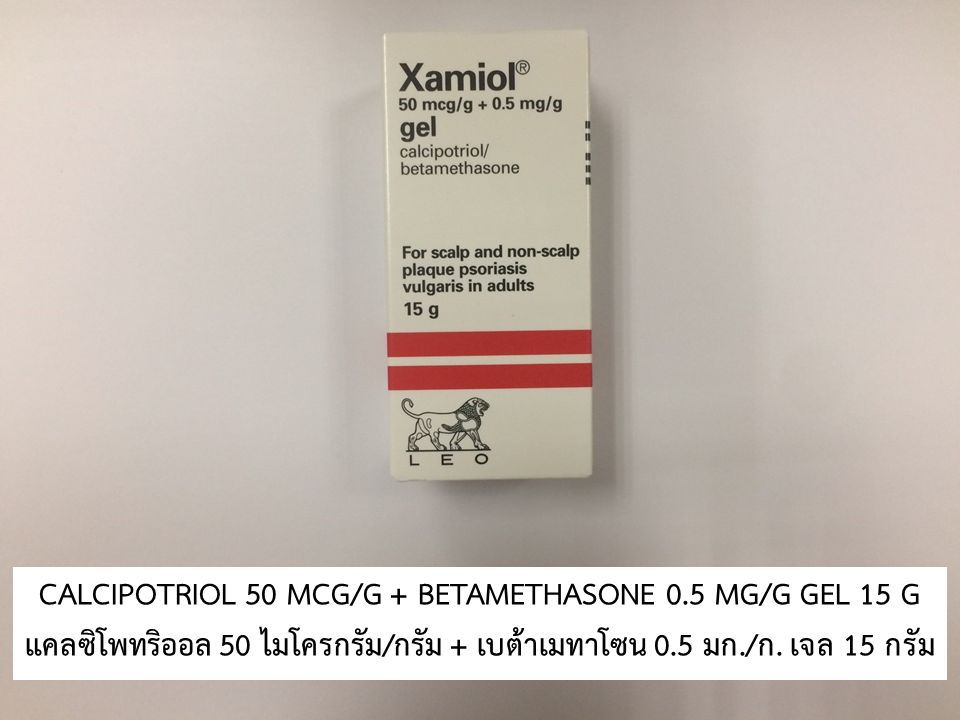 Xamiol®
50 mcg/g + 0.5 mg/g
gel
calcipotriol/
betamethasone
For scalp and non-scalp
plaque psoriasis
vulgaris in adults
15 g
LEO
CALCIPOTRIOL 50 MCG/G + BETAMETHASONE 0.5 MG/G GEL 15 G
แคลซิโพทริออล 50 ไมโครกรัม/กรัม + เบต้าเมทาโซน 0.5 มก./ก. เจล 15 กรัม